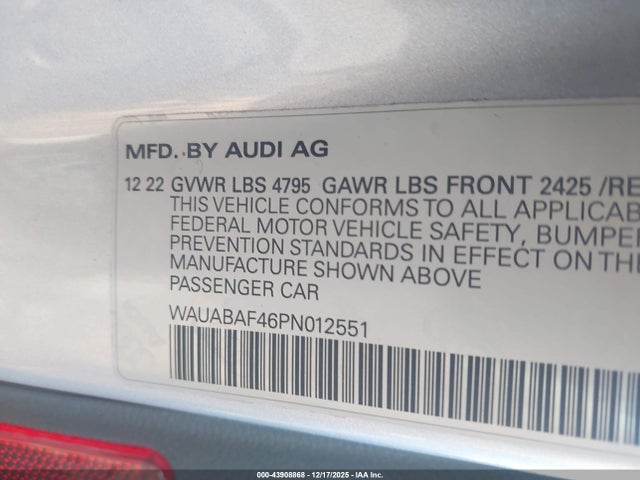 MFD. BY AUDI AG
12 22 GVWR LBS 4795 GAWR LBS FRONT 2425 /RE
THIS VEHICLE CONFORMS TO ALL APPLICAB
FEDERAL MOTOR VEHICLE SAFETY, BUMPER
PREVENTION STANDARDS IN EFFECT ON THE
MANUFACTURE SHOWN ABOVE
PASSENGER CAR
WAUABAF46PN012551
000-43908868 12/17/2025 - IAA Inc.